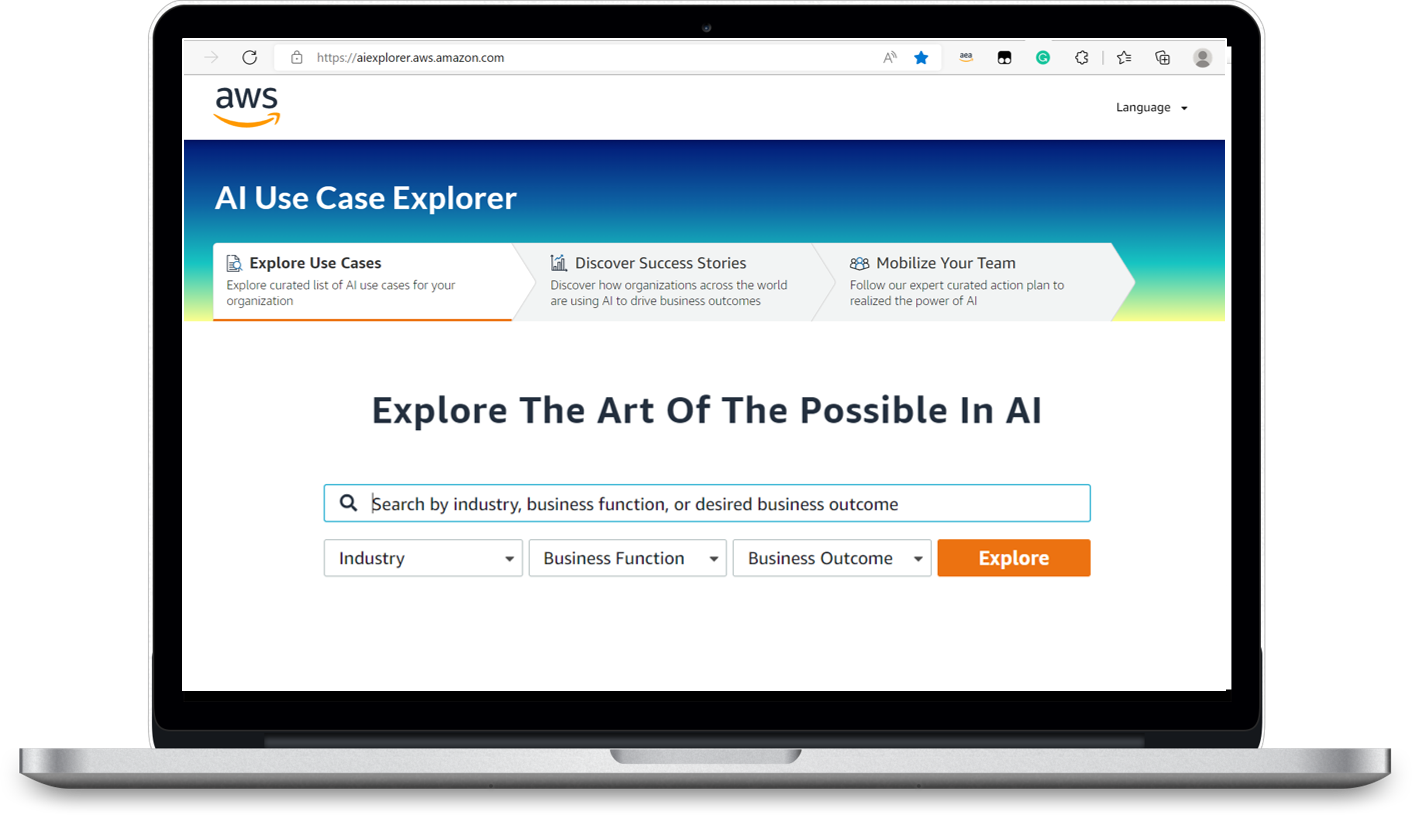 https://aiexplorer.aws.amazon.com
aea
aws
Language
AI Use Case Explorer
Explore Use Cases
Explore curated list of AI use cases for your
organization
Discover Success Stories
Discover how organizations across the world
are using AI to drive business outcomes
Mobilize Your Team
Follow our expert curated action plan to
realized the power of AI
Explore The Art Of The Possible In AI
Search by industry, business function, or desired business outcome
Industry
Business Function
Business Outcome
Explore